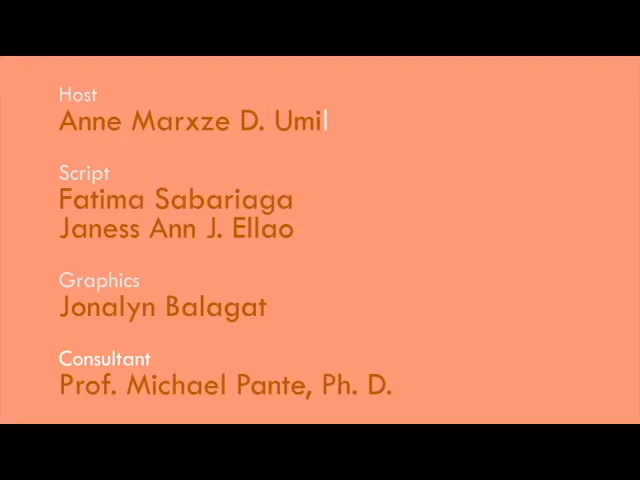 Host
Anne Marxze D. Umil
Script
Fatima Sabariaga
Janess Ann J. Ellao
Graphics
Jonalyn Balagat
Consultant
Prof. Michael Pante, Ph. D.